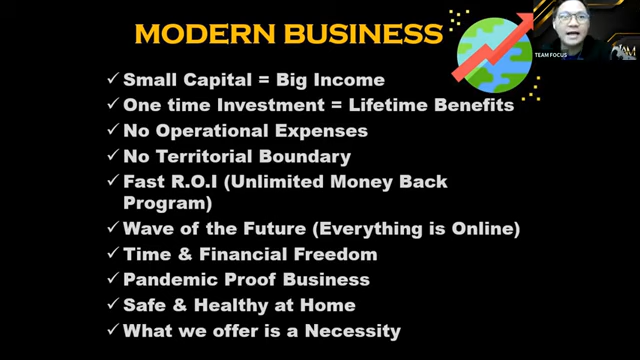 MODERN BUSINESS
TEAM FOCUS
✓ Small Capital = Big Income
✓ One time Investment = Lifetime Benefits
✓ No Operational Expenses
✓ No Territorial Boundary
✓ Fast R.O.I (Unlimited Money Back
Program)
✓ Wave of the Future (Everything is Online)
✓ Time & Financial Freedom
✓ Pandemic Proof Business
✓ Safe & Healthy at Home
✓ What we offer is a Necessity